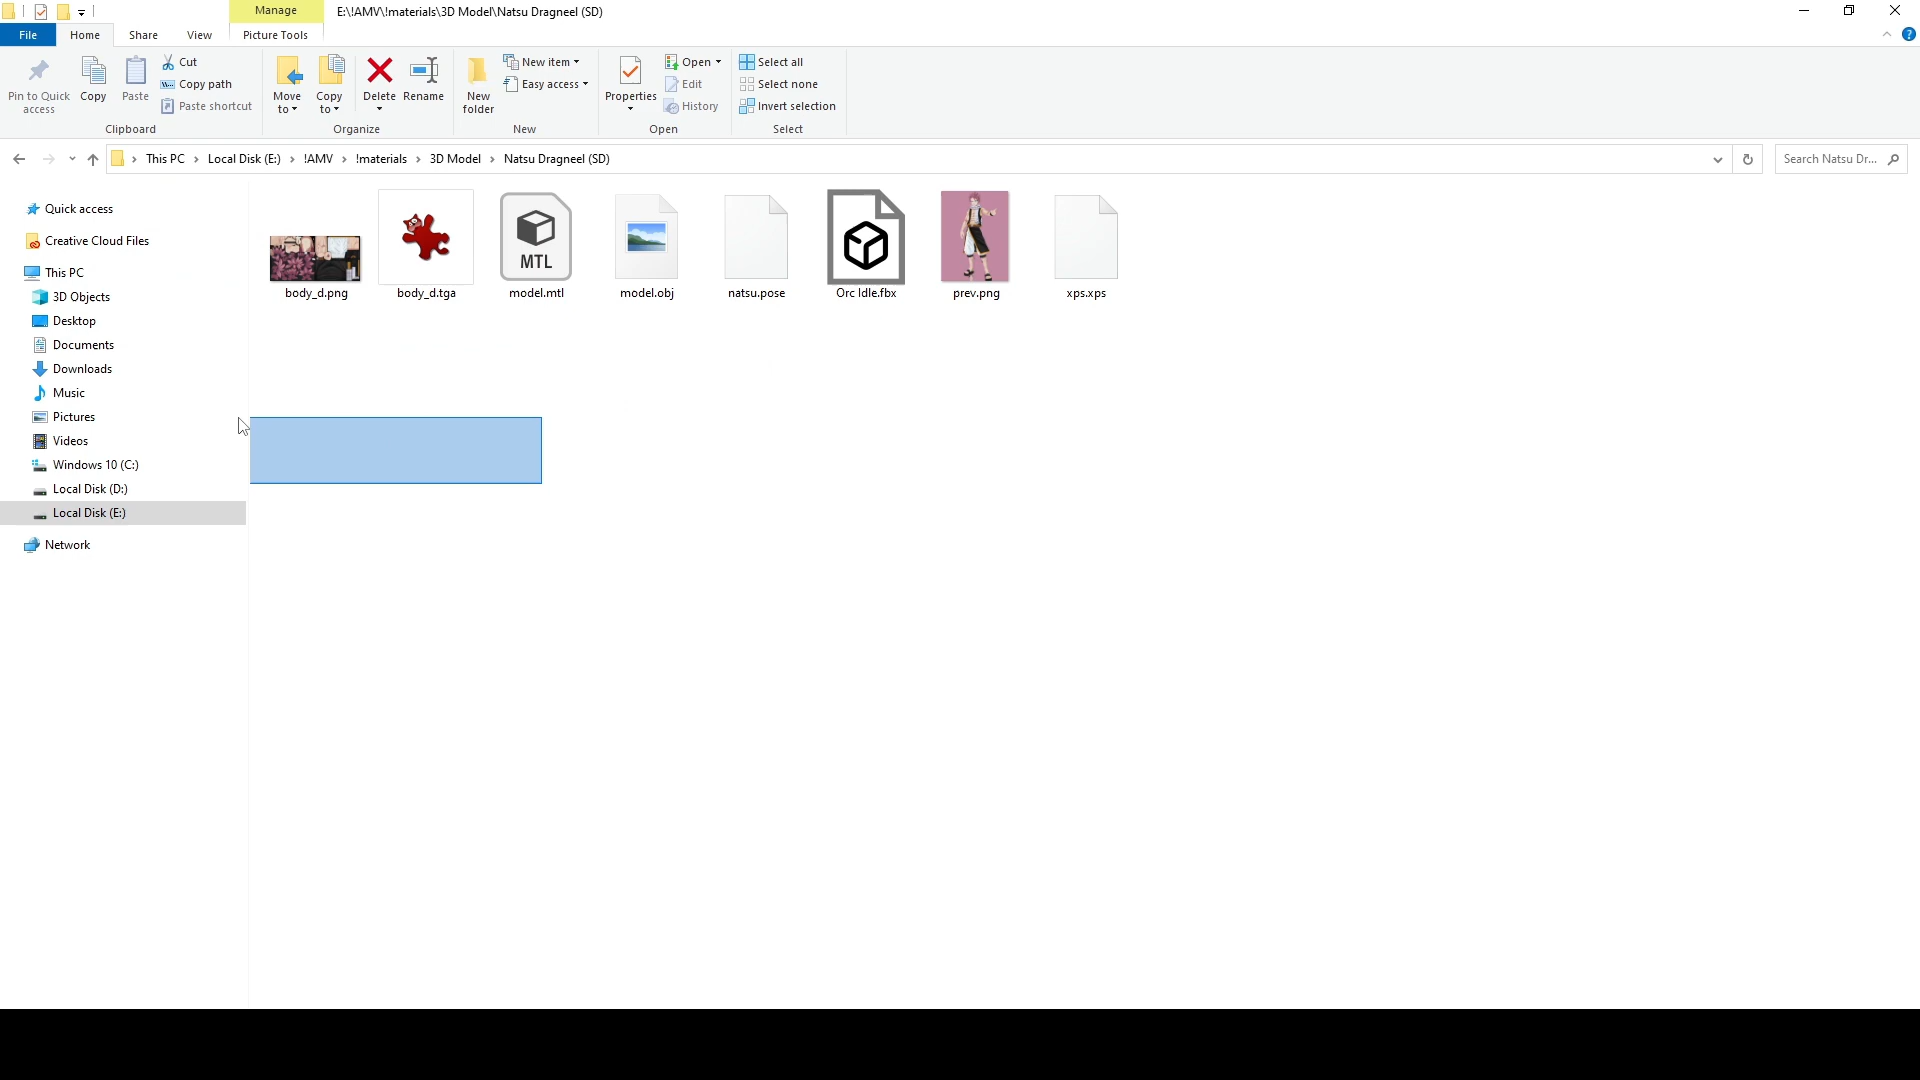 Manage E:\!AMV\!materials\3D Model\Natsu Dragneel (SD)
File Home Share View Picture Tools
Pin to Quick access
Copy
Paste
Cut
Copy path
Paste shortcut
Clipboard
Move to
Copy to
Delete
Rename
Organize
New folder
New item
Easy access
New
Properties
Open
Edit
History
Open
Select all
Select none
Invert selection
Select
This PC Local Disk (E:) !AMV !materials 3D Model Natsu Dragneel (SD)
Search Natsu Dr...
Quick access
Creative Cloud Files
This PC
3D Objects
Desktop
Documents
Downloads
Music
Pictures
Videos
Windows 10 (C:)
Local Disk (D:)
Local Disk (E:)
Network
MTL
body_d.png body_d.tga model.mtl model.obj natsu.pose Orc Idle.fbx prev.png xps.xps